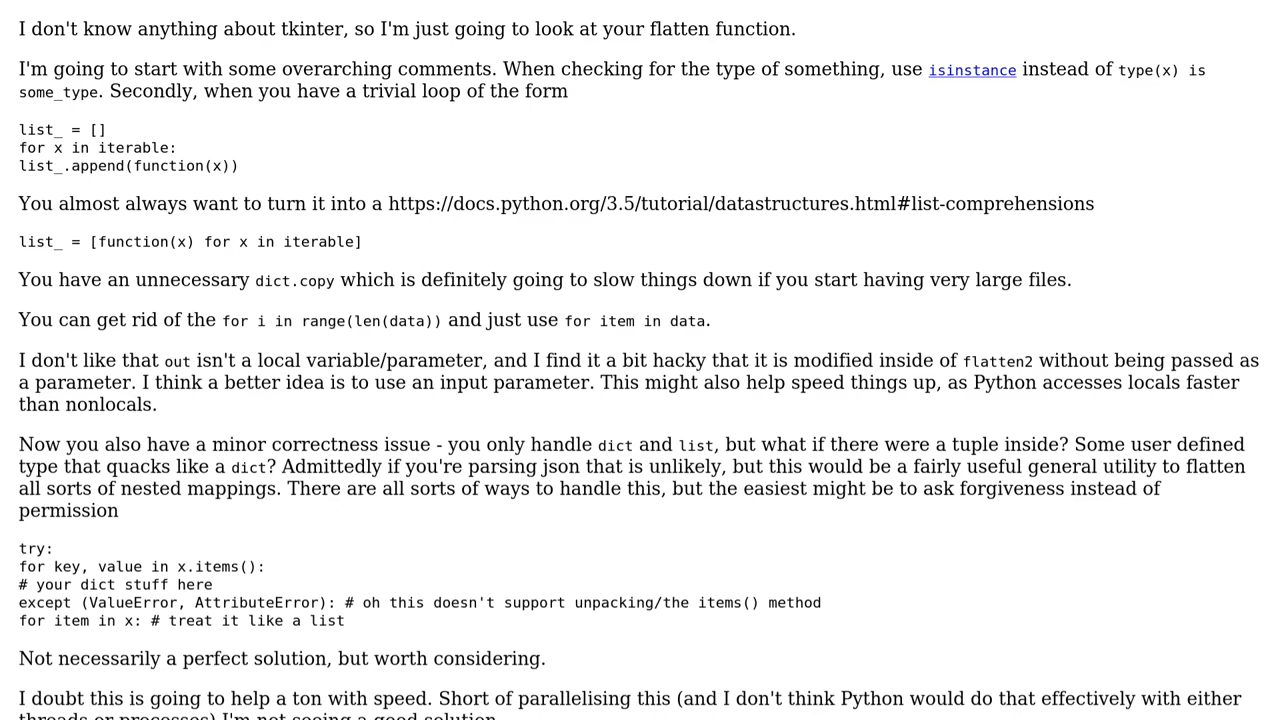 I don't know anything about tkinter, so I'm just going to look at your flatten function.
I'm going to start with some overarching comments. When checking for the type of something, use isinstance instead of type(x) is
some_type. Secondly, when you have a trivial loop of the form
list_ = []
for x in iterable:
list_.append(function(x))
You almost always want to turn it into a https://docs.python.org/3.5/tutorial/datastructures.html#list-comprehensions
list_ = [function(x) for x in iterable]
You have an unnecessary dict.copy which is definitely going to slow things down if you start having very large files.
You can get rid of the for i in range(len(data)) and just use for item in data.
I don't like that out isn't a local variable/parameter, and I find it a bit hacky that it is modified inside of flatten2 without being passed as
a parameter. I think a better idea is to use an input parameter. This might also help speed things up, as Python accesses locals faster
than nonlocals.
Now you also have a minor correctness issue - you only handle dict and list, but what if there were a tuple inside? Some user defined
type that quacks like a dict? Admittedly if you're parsing json that is unlikely, but this would be a fairly useful general utility to flatten
all sorts of nested mappings. There are all sorts of ways to handle this, but the easiest might be to ask forgiveness instead of
permission
try:
for key, value in x.items():
# your dict stuff here
except (ValueError, AttributeError): # oh this doesn't support unpacking/the items() method
for item in x: # treat it like a list
Not necessarily a perfect solution, but worth considering.
I doubt this is going to help a ton with speed. Short of parallelising this (and I don't think Python would do that effectively with either
threads or processes) I'm not seeing a good solution